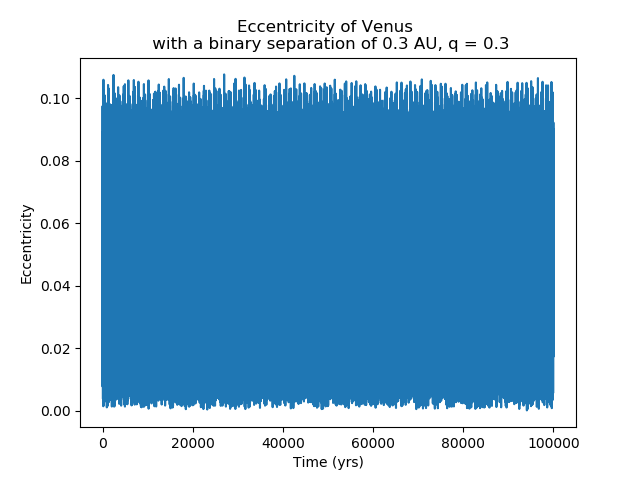 Eccentricity of Venus
with a binary separation of 0.3 AU, q = 0.3
Eccentricity
0.10
0.08
0.06
0.04
0.02
0.00
0 20000 40000 60000 80000 100000
Time (yrs)